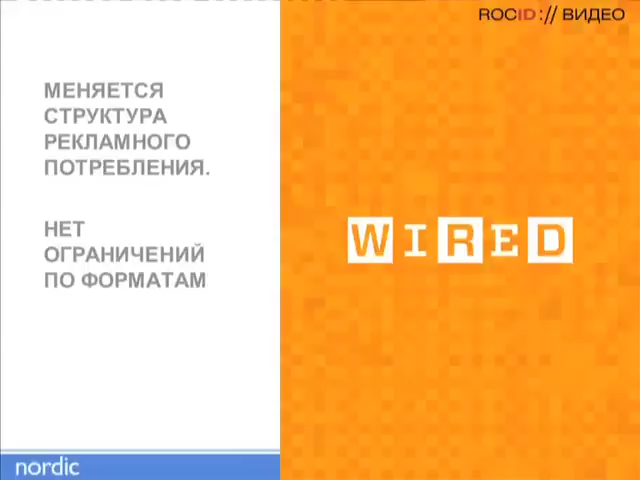 ROCID:// ВИДЕО
МЕНЯЕТСЯ
СТРУКТУРА
РЕКЛАМНОГО
ПОТРЕБЛЕНИЯ.
НЕТ
ОГРАНИЧЕНИЙ
ПО ФОРМАТАМ
WIRED
nordic